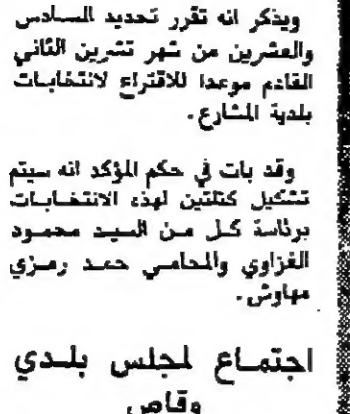 ويذكر انه تقرر تحديد السادس
والعشرين من شهر تشرين الثاني
القادم موعدا للاقتراع لانتخابات
بلدية المشارع.
وقد بات في حكم المؤكد انه سيتم
تشكيل كتلتين لهذه الانتخابات
برئاسة كل من السيد محمود
الغزاوي والمحامي حمد رمزي
مهاوش.
اجتماع لمجلس بلدي
وقاص